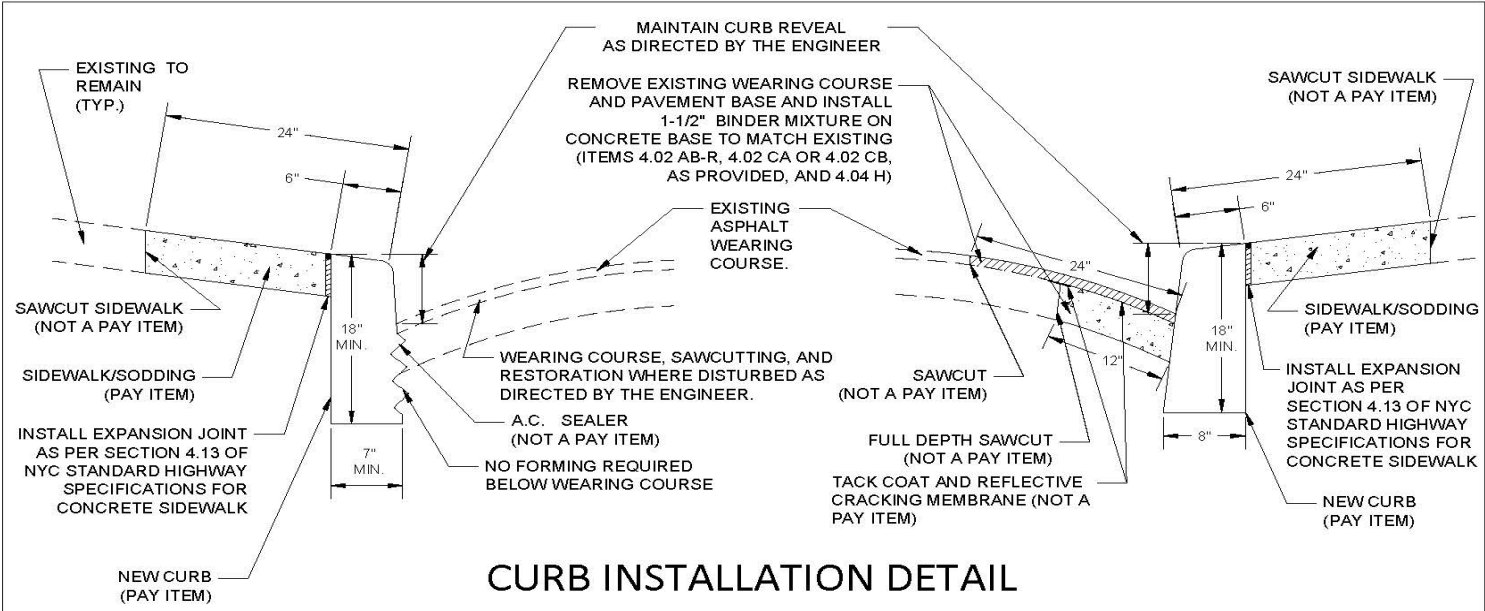 MAINTAIN CURB REVEAL
AS DIRECTED BY THE ENGINEER
EXISTING TO
REMAIN
(TYP.)
24"
6"
REMOVE EXISTING WEARING COURSE
AND PAVEMENT BASE AND INSTALL
1-1/2" BINDER MIXTURE ON
CONCRETE BASE TO MATCH EXISTING
(ITEMS 4.02 AB-R, 4.02 CA OR 4.02 CB,
AS PROVIDED, AND 4.04 H)
SAWCUT SIDEWALK
(NOT A PAY ITEM)
24"
6"
EXISTING
ASPHALT
WEARING
COURSE.
24"
SAWCUT SIDEWALK
(NOT A PAY ITEM)
18"
MIN.
SIDEWALK/SODDING
(PAY ITEM)
WEARING COURSE, SAWCUTTING, AND
RESTORATION WHERE DISTURBED AS
DIRECTED BY THE ENGINEER.
SAWCUT
(NOT A PAY ITEM)
12"
18"
MIN.
SIDEWALK/SODDING
(PAY ITEM)
INSTALL EXPANSION JOINT
AS PER SECTION 4.13 OF
NYC STANDARD HIGHWAY
SPECIFICATIONS FOR
CONCRETE SIDEWALK
7"
MIN.
A.C. SEALER
(NOT A PAY ITEM)
NO FORMING REQUIRED
BELOW WEARING COURSE
FULL DEPTH SAWCUT
(NOT A PAY ITEM)
TACK COAT AND REFLECTIVE
CRACKING MEMBRANE (NOT A
PAY ITEM)
8"
INSTALL EXPANSION
JOINT AS PER
SECTION 4.13 OF NYC
STANDARD HIGHWAY
SPECIFICATIONS FOR
CONCRETE SIDEWALK
NEW CURB
(PAY ITEM)
NEW CURB
(PAY ITEM)
CURB INSTALLATION DETAIL